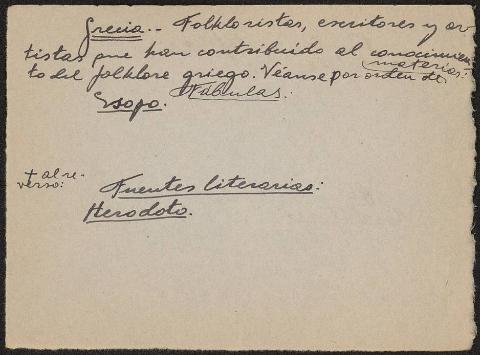 Grecia.- Folkloristas, escritores y ar-
tistas que han contribuído al conocimien-
to del folklore griego. Véanse por orden de
materias:
Esopo. Fábulas.
+ al re-
verso:
Fuentes literarias:
Herodoto.